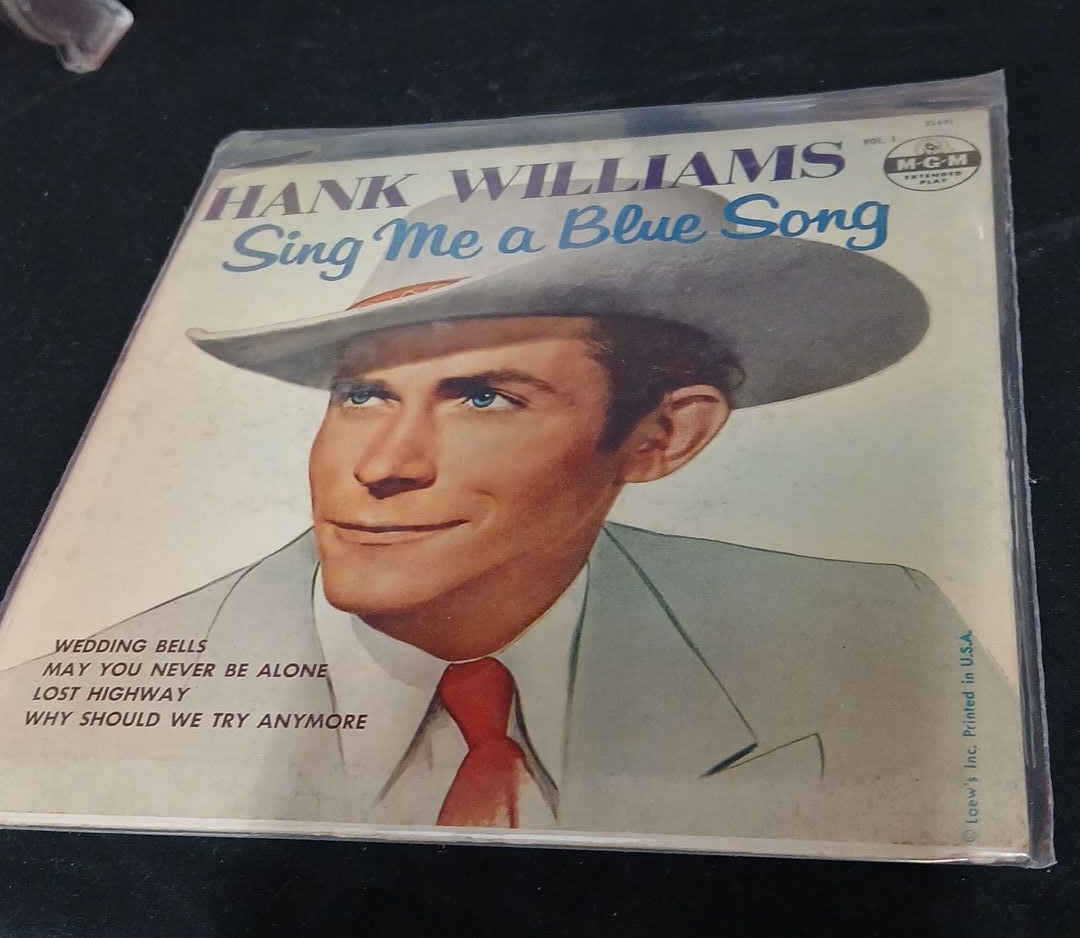 HANK WILLIAMS
Sing Me a Blue Song
VOL. 1
M-G-M
EXTENDED
PLAY
WEDDING BELLS
MAY YOU NEVER BE ALONE
LOST HIGHWAY
WHY SHOULD WE TRY ANYMORE
© Loew's Inc. Printed in U.S.A.